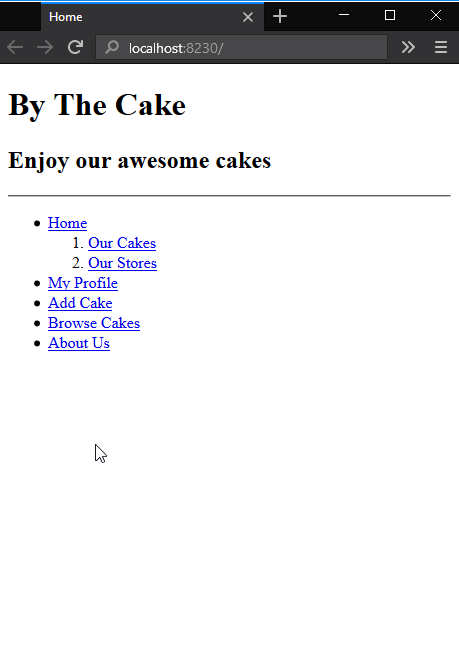 Home
localhost:8230/
By The Cake
Enjoy our awesome cakes
Home
1. Our Cakes
2. Our Stores
My Profile
Add Cake
Browse Cakes
About Us